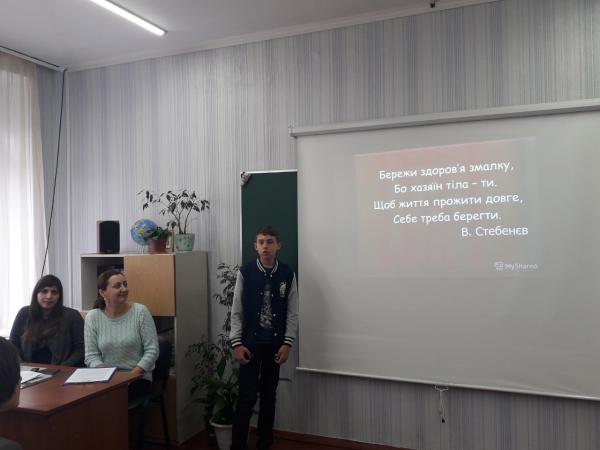 Бережи здоров'я змалку,
Бо хазяїн тіла – ти.
Щоб життя прожити довге,
Себе треба берегти.
В. Стебенєв
MyShared